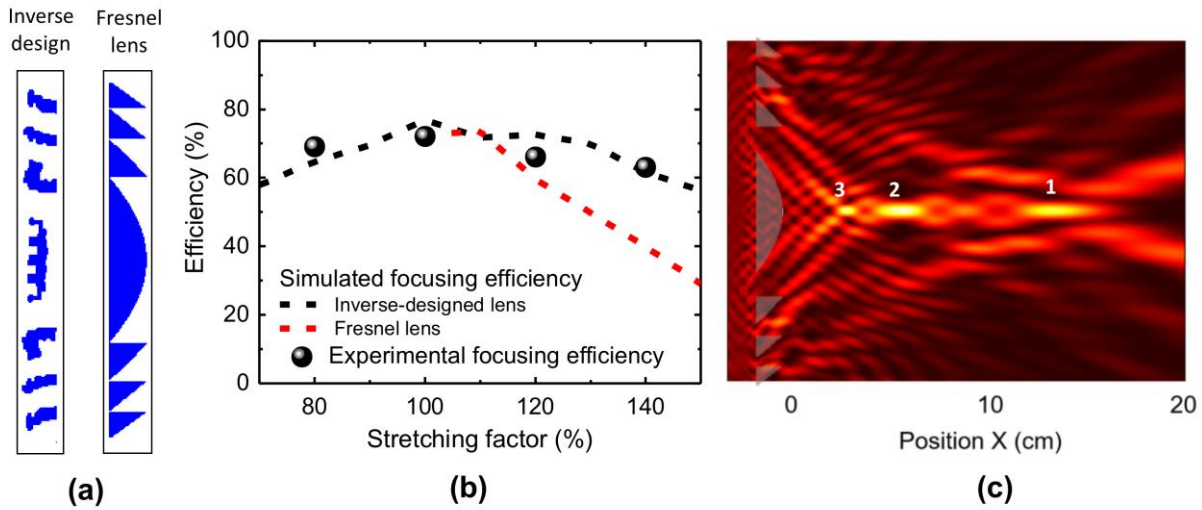 Inverse
design
Fresnel
lens
(a)
100
80
60
40
20
0
Efficiency (%)
Simulated focusing efficiency
Inverse-designed lens
Fresnel lens
Experimental focusing efficiency
80 100 120 140
Stretching factor (%)
(b)
3 2 1
0 10 20
Position X (cm)
(c)